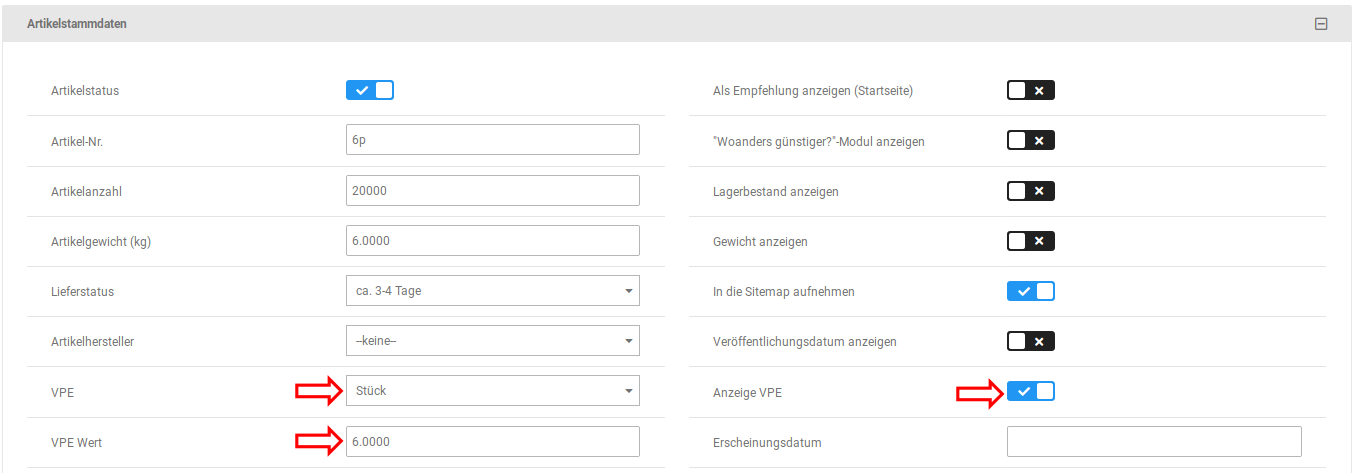 Artikelstammdaten
Artikelstatus
Als Empfehlung anzeigen (Startseite)
Artikel-Nr.
6p
"Woanders günstiger?"-Modul anzeigen
Artikelanzahl
20000
Lagerbestand anzeigen
Artikelgewicht (kg)
6.0000
Gewicht anzeigen
Lieferstatus
ca. 3-4 Tage
In die Sitemap aufnehmen
Artikelhersteller
--keine--
Veröffentlichungsdatum anzeigen
VPE
Stück
Anzeige VPE
VPE Wert
6.0000
Erscheinungsdatum